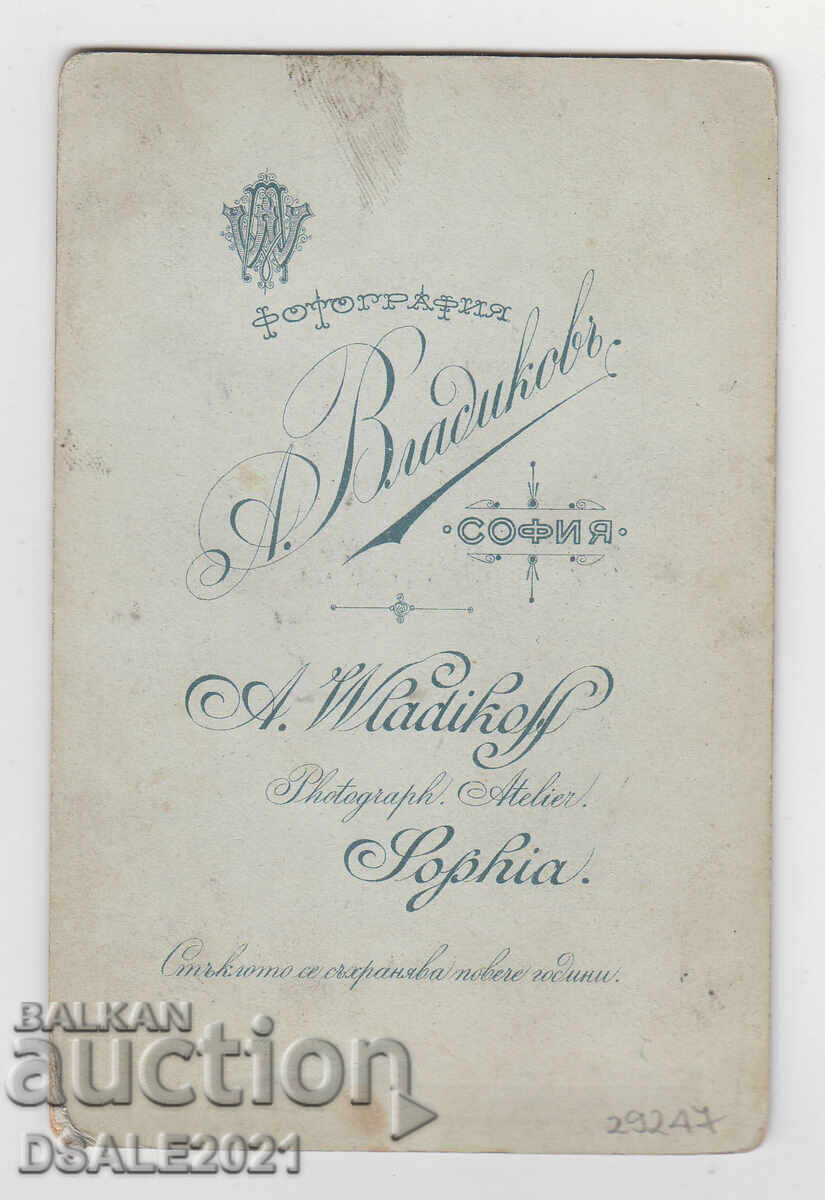 ФОТОГРАФИЯ
А. Владиковъ.
·СОФИЯ·
A. Wladikoff
Photograph. Atelier.
Sophia.
Стъклото се съхранява повече години.
BALKAN
auction
DSALE2021
29247